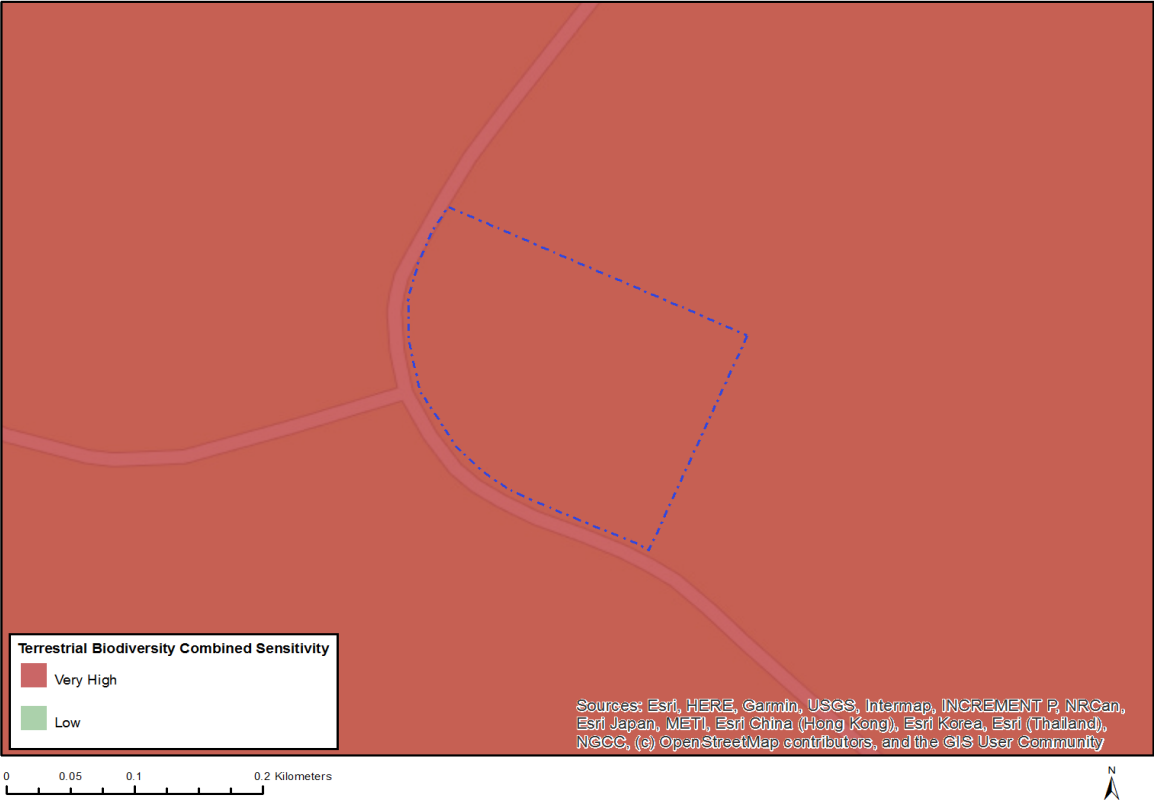 Terrestrial Biodiversity Combined Sensitivity
Very High
Low
Sources: Esri, HERE, Garmin, USGS, Intermap, INCREMENT P, NRCan,
Esri Japan, METI, Esri China (Hong Kong), Esri Korea, Esri (Thailand),
NGCC, (c) OpenStreetMap contributors, and the GIS User Community
0 0.05 0.1 0.2 Kilometers
N